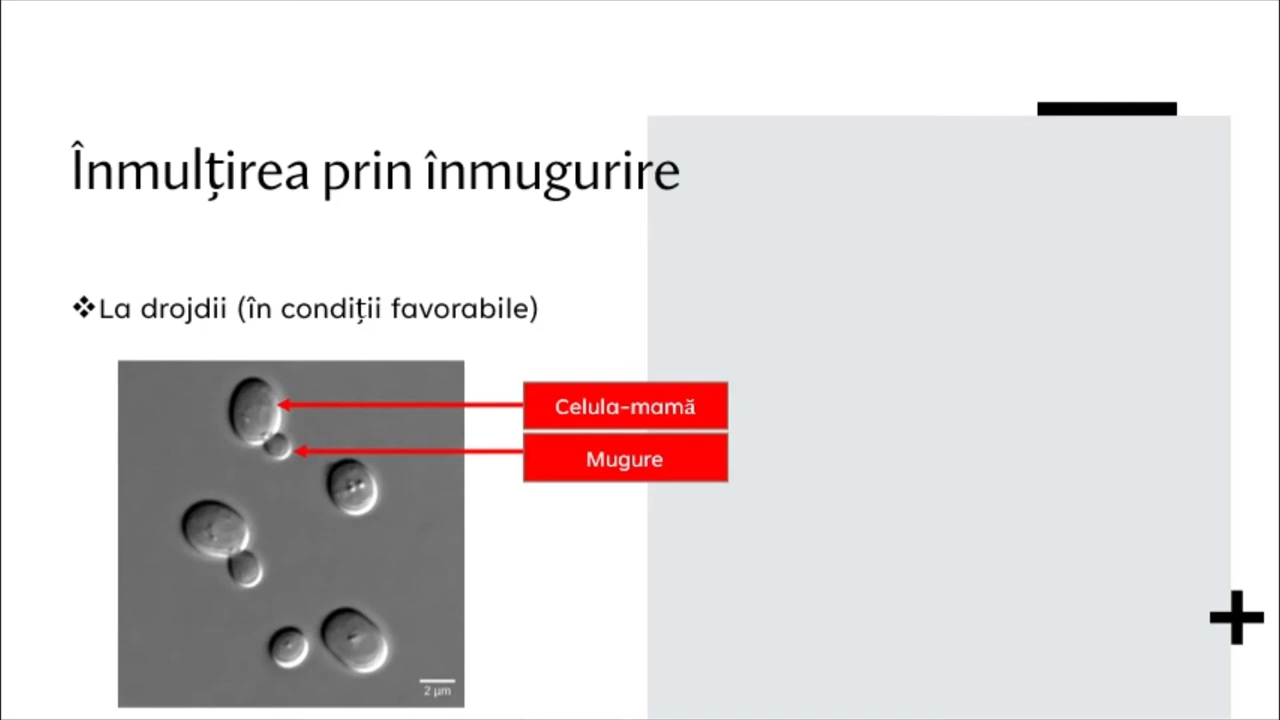 Înmulțirea prin înmugurire
❖La drojdii (în condiții favorabile)
Celula-mamă
Mugure
2 µm